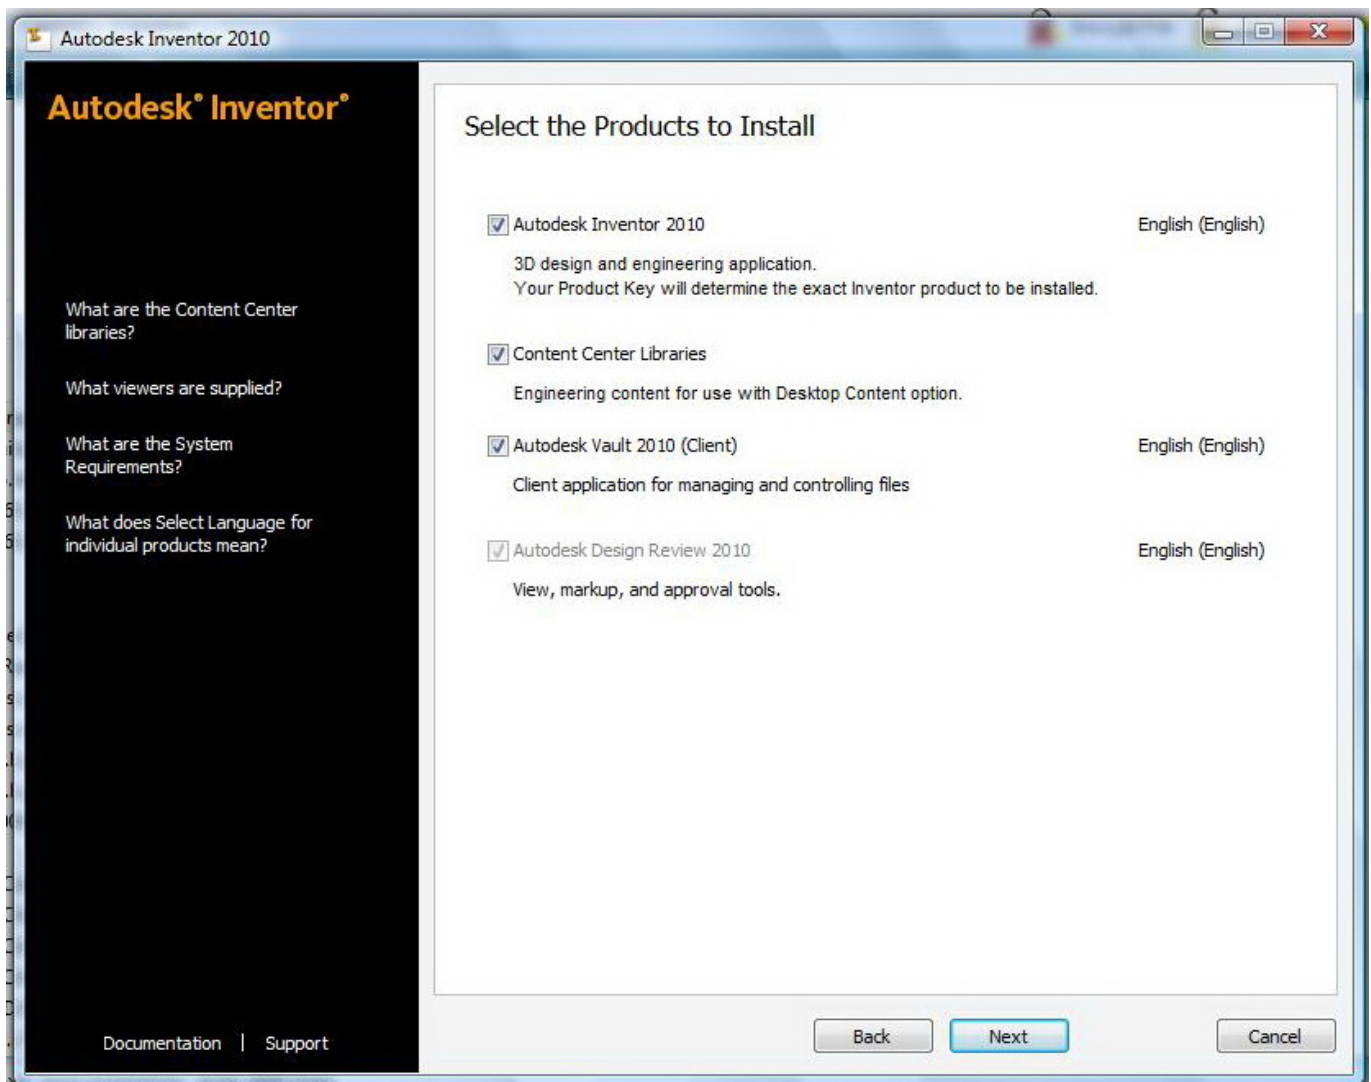 Autodesk Inventor 2010
Autodesk® Inventor®
What are the Content Center
libraries?
What viewers are supplied?
What are the System
Requirements?
What does Select Language for
individual products mean?
Documentation | Support
Select the Products to Install
Autodesk Inventor 2010 English (English)
3D design and engineering application.
Your Product Key will determine the exact Inventor product to be installed.
Content Center Libraries
Engineering content for use with Desktop Content option.
Autodesk Vault 2010 (Client) English (English)
Client application for managing and controlling files
Autodesk Design Review 2010 English (English)
View, markup, and approval tools.
Back Next Cancel